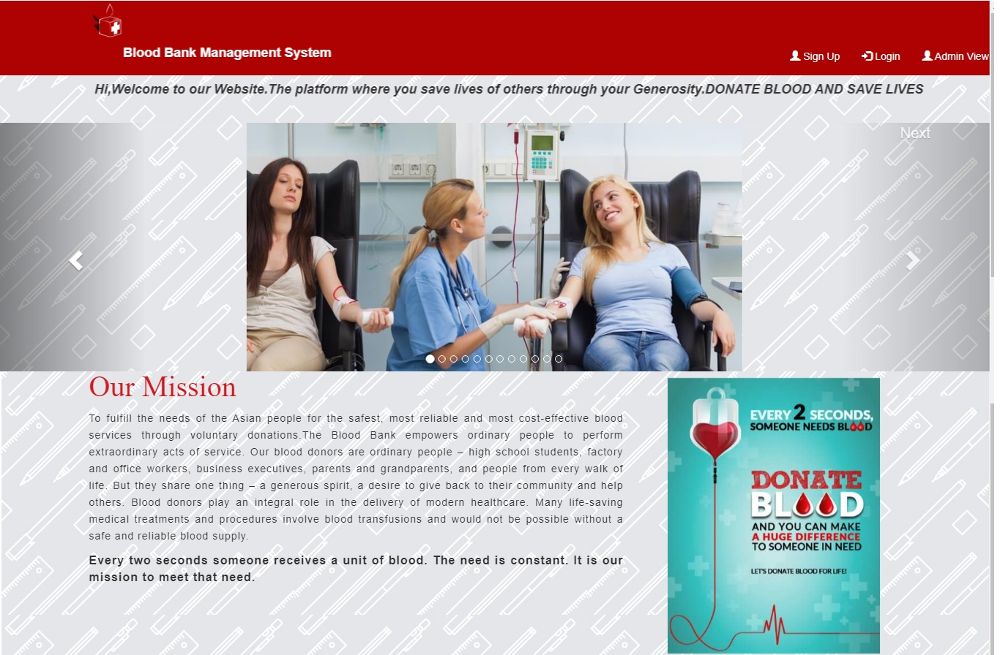 Blood Bank Management System
Sign Up
Login
Admin View
Hi,Welcome to our Website.The platform where you save lives of others through your Generosity.DONATE BLOOD AND SAVE LIVES
Next
Our Mission
To fulfill the needs of the Asian people for the safest, most reliable and most cost-effective blood
services through voluntary donations.The Blood Bank empowers ordinary people to perform
extraordinary acts of service. Our blood donors are ordinary people – high school students, factory
and office workers, business executives, parents and grandparents, and people from every walk of
life. But they share one thing – a generous spirit, a desire to give back to their community and help
others. Blood donors play an integral role in the delivery of modern healthcare. Many life-saving
medical treatments and procedures involve blood transfusions and would not be possible without a
safe and reliable blood supply.
Every two seconds someone receives a unit of blood. The need is constant. It is our
mission to meet that need.
EVERY 2 SECONDS,
SOMEONE NEEDS BLOOD
DONATE
BLOOD
AND YOU CAN MAKE
A HUGE DIFFERENCE
TO SOMEONE IN NEED
LET'S DONATE BLOOD FOR LIFE!